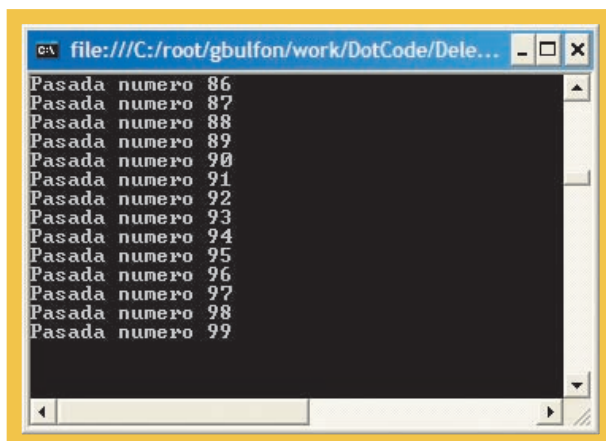 file:///C:/root/gbulfon/work/DotCode/Dele...
Pasada numero 86
Pasada numero 87
Pasada numero 88
Pasada numero 89
Pasada numero 90
Pasada numero 91
Pasada numero 92
Pasada numero 93
Pasada numero 94
Pasada numero 95
Pasada numero 96
Pasada numero 97
Pasada numero 98
Pasada numero 99